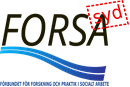 FORSA
syd
FÖRBUNDET FÖR FORSKNING OCH PRAKTIK I SOCIALT ARBETE